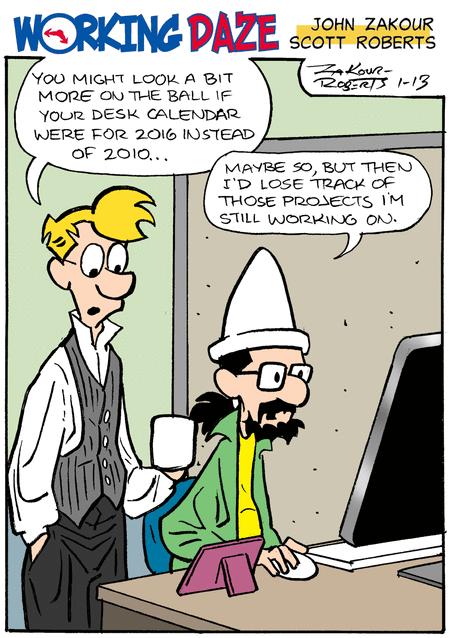 WORKING DAZE
JOHN ZAKOUR
SCOTT ROBERTS
ZAKOUR-
ROBERTS 1-13
YOU MIGHT LOOK A BIT
MORE ON THE BALL IF
YOUR DESK CALENDAR
WERE FOR 2016 INSTEAD
OF 2010...
MAYBE SO, BUT THEN
I'D LOSE TRACK OF
THOSE PROJECTS I'M
STILL WORKING ON.